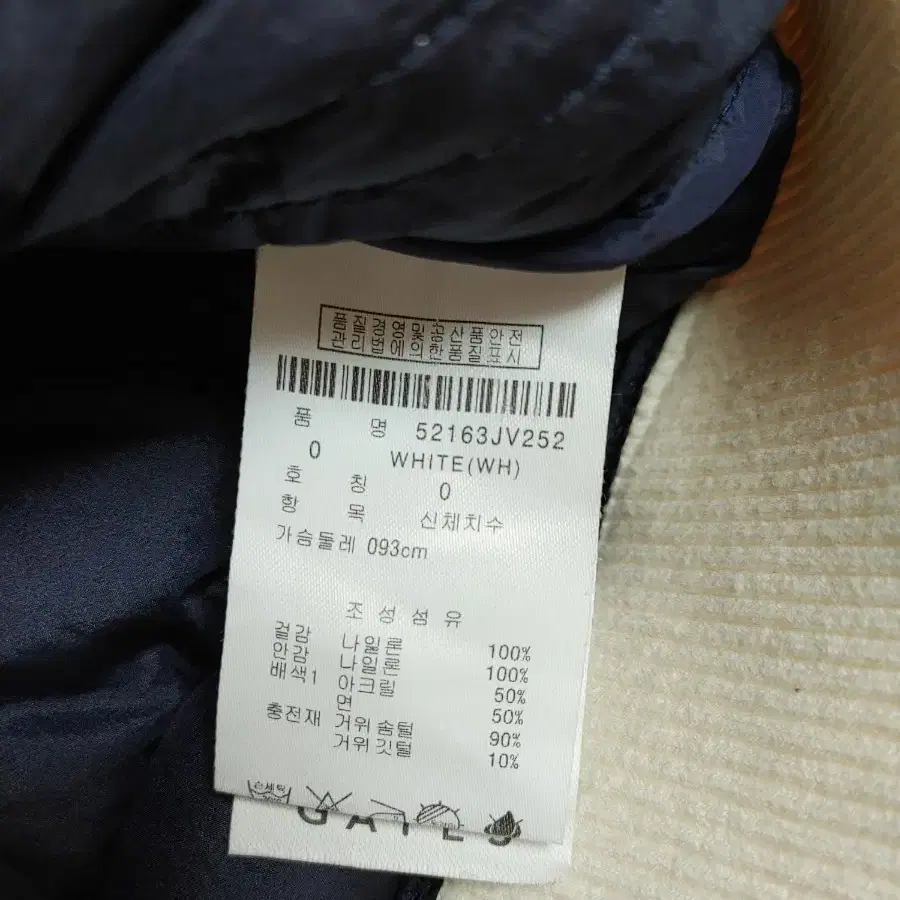 품질경영및공산품안전
관리법에의한품질표시
품 명 52163JV252
0 WHITE(WH)
호 칭 0
항 목 신체치수
가슴둘레 093cm
조 성 섬 유
겉감 나일론 100%
안감 나일론 100%
배색1 아크릴 50%
면 50%
충전재 거위 솜털 90%
거위 깃털 10%
손세탁